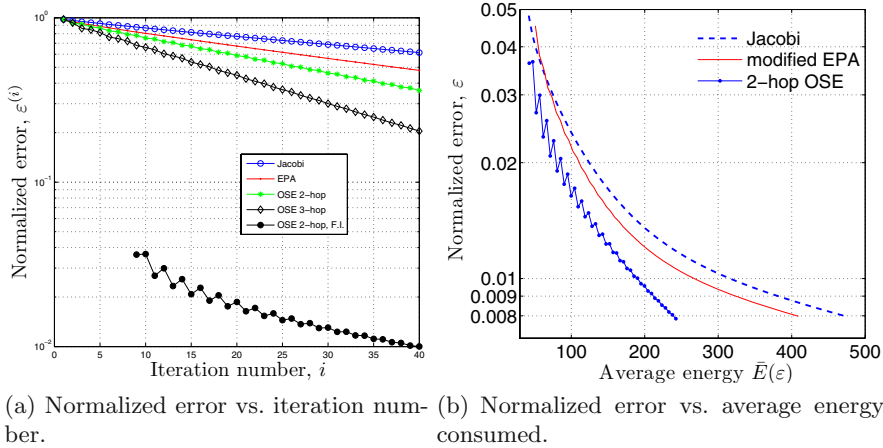 10^0
10^{-1}
10^{-2}
Normalized error, ε^{(i)}
Jacobi
EPA
OSE 2-hop
OSE 3-hop
OSE 2-hop, F.I.
0 5 10 15 20 25 30 35 40
Iteration number, i
(a) Normalized error vs. iteration num-
ber.
0.05
0.04
0.03
0.02
0.01
0.009
0.008
Normalized error, ε
Jacobi
modified EPA
2-hop OSE
100 200 300 400 500
Average energy Ē(ε)
(b) Normalized error vs. average energy
consumed.